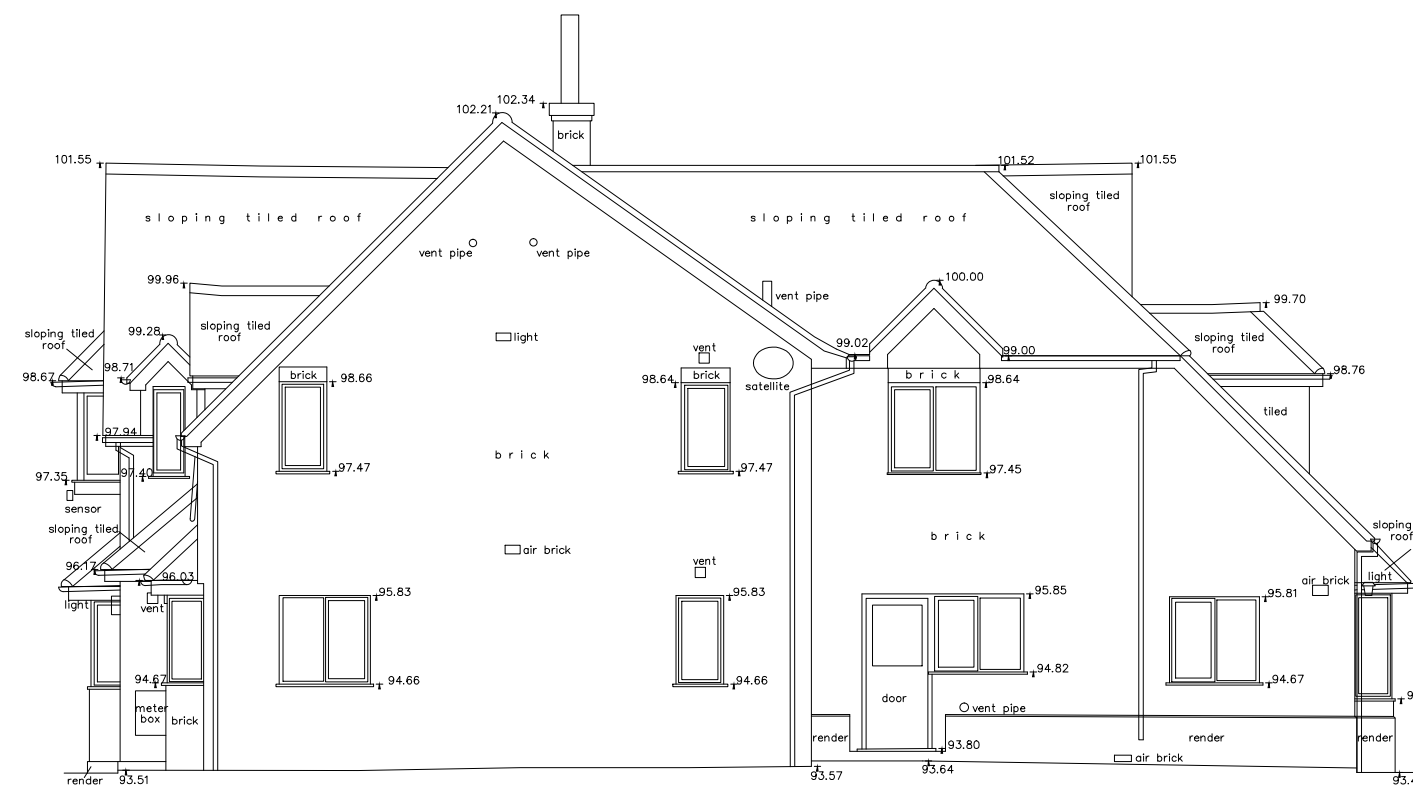 102.34
102.21
brick
101.55
101.52
101.55
sloping tiled
roof
sloping tiled roof
sloping tiled roof
vent pipe
vent pipe
99.96
100.00
vent pipe
99.70
99.28
sloping tiled
roof
sloping tiled
roof
light
sloping tiled
roof
99.02
vent
99.00
98.71
98.67
brick
98.66
98.64
brick
satellite
brick
98.64
98.76
tiled
97.94
97.40
97.35
97.47
97.47
97.45
brick
sensor
sloping tiled
roof
sloping
roof
brick
air brick
vent
96.17
96.03
light
air brick
light
vent
95.83
95.83
95.85
95.81
94.67
94.66
94.66
94.82
94.67
meter
box
brick
door
vent pipe
render
render
render
93.80
air brick
render
93.51
93.57
93.64